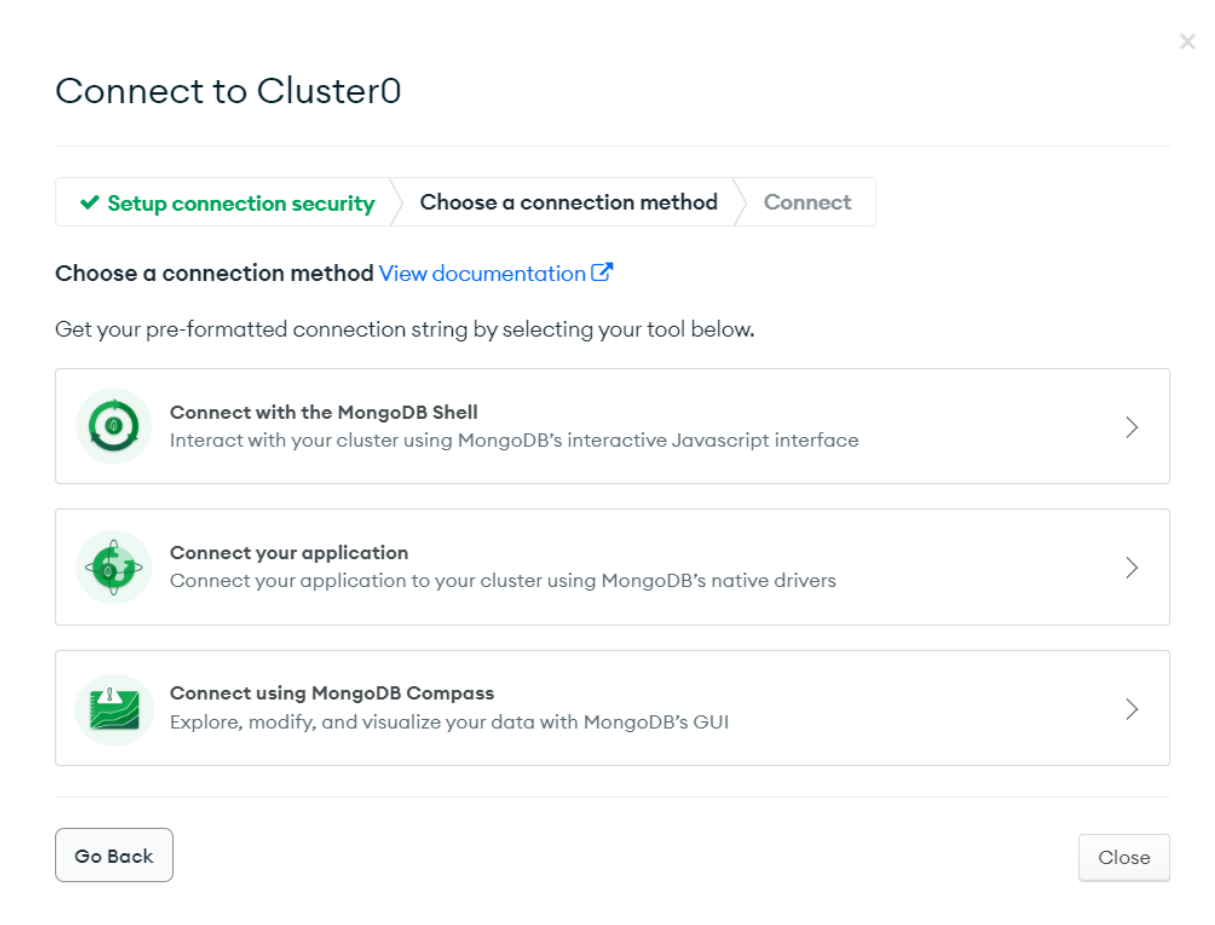 Connect to Cluster0
Setup connection security
Choose a connection method
Connect
Choose a connection method View documentation
Get your pre-formatted connection string by selecting your tool below.
Connect with the MongoDB Shell
Interact with your cluster using MongoDB’s interactive Javascript interface
Connect your application
Connect your application to your cluster using MongoDB’s native drivers
Connect using MongoDB Compass
Explore, modify, and visualize your data with MongoDB’s GUI
Go Back
Close